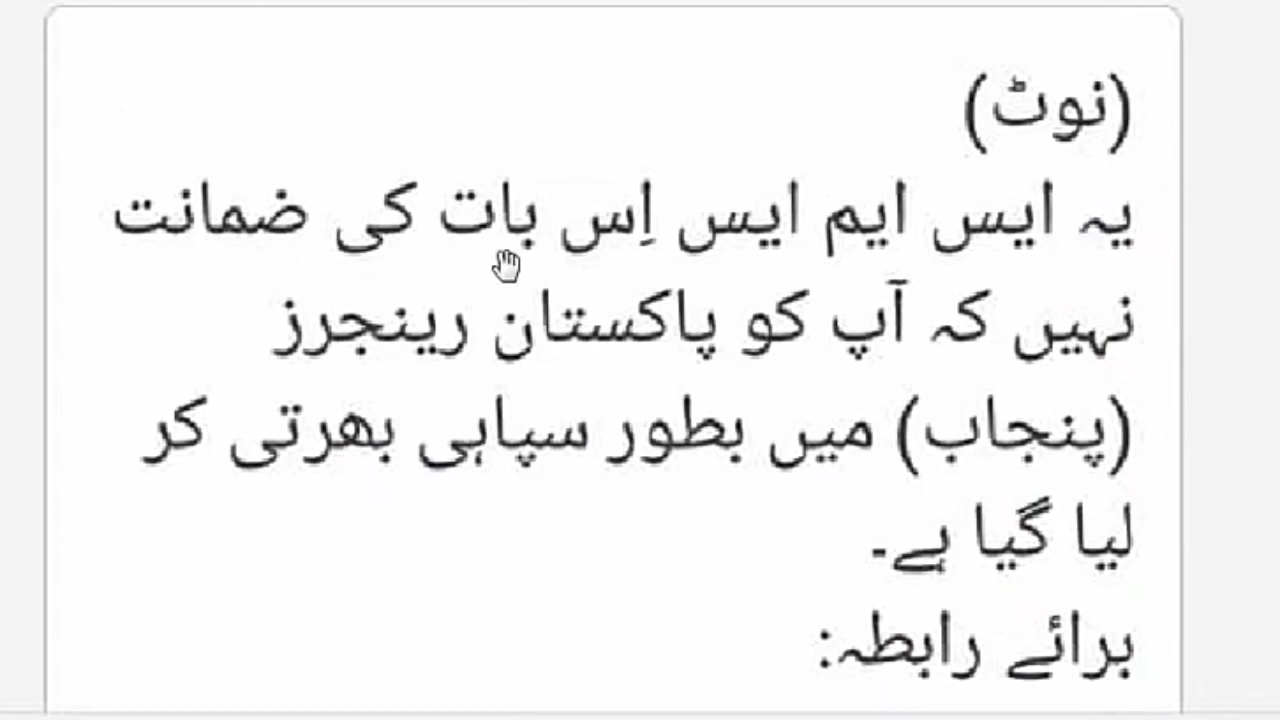 (نوٹ)
یہ ایس ایم ایس اِس بات کی ضمانت
نہیں کہ آپ کو پاکستان رینجرز
(پنجاب) میں بطور سپاہی بھرتی کر
لیا گیا ہے۔
برائے رابطہ: